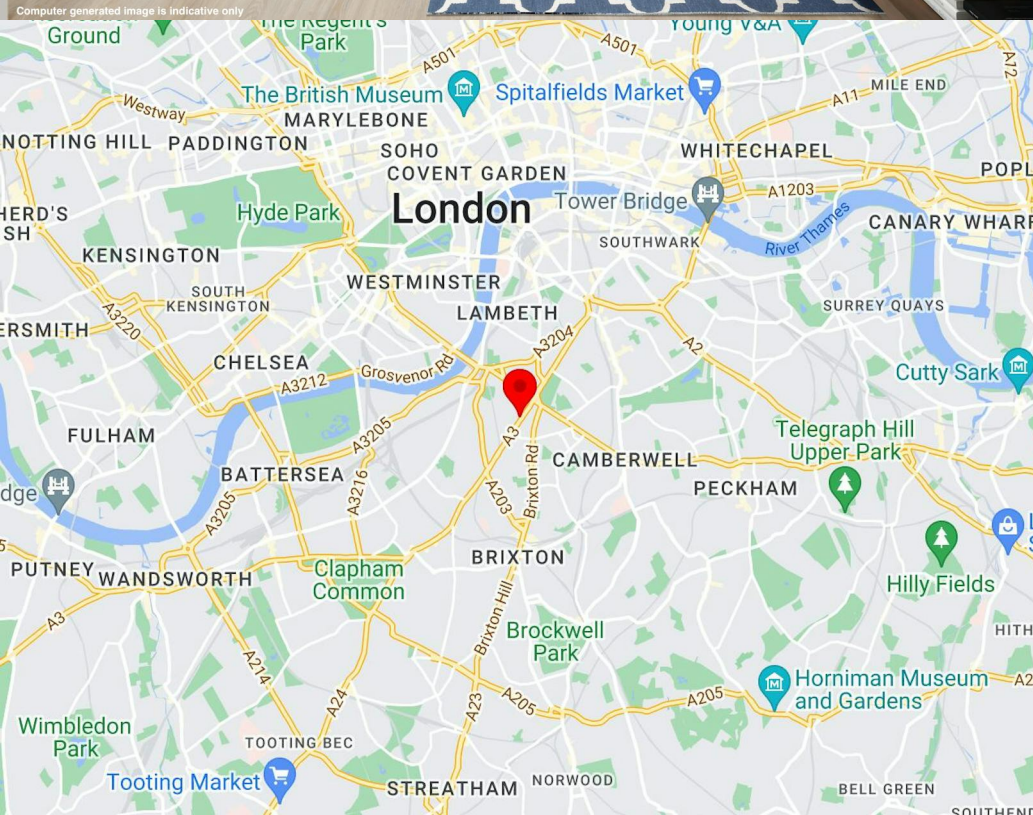 Computer generated image is indicative only
Ground
The Regent's
Park
A501
A501
Young V&A
A12
The British Museum
Spitalfields Market
MILE END
A11
Westway
MARYLEBONE
NOTTING HILL
PADDINGTON
SOHO
WHITECHAPEL
COVENT GARDEN
POPL
A1203
Hyde Park
London
Tower Bridge
HERD'S
SH
CANARY WHARF
River Thames
SOUTHWARK
KENSINGTON
WESTMINSTER
SOUTH
KENSINGTON
LAMBETH
SURREY QUAYS
ERSMITH
A3220
A3204
A2
CHELSEA
Grosvenor Rd
A3212
Cutty Sark
FULHAM
A3205
A3
Telegraph Hill
Upper Park
BATTERSEA
CAMBERWELL
Brixton Rd
PECKHAM
dge
A3216
A203
A3205
BRIXTON
PUTNEY
WANDSWORTH
Clapham
Common
Hilly Fields
A3
Brixton Hill
Brockwell
Park
HITH
A214
A24
A23
A205
A205
Horniman Museum
and Gardens
A2
Wimbledon
Park
TOOTING BEC
Tooting Market
STREATHAM
NORWOOD
BELL GREEN
SOUTHEND